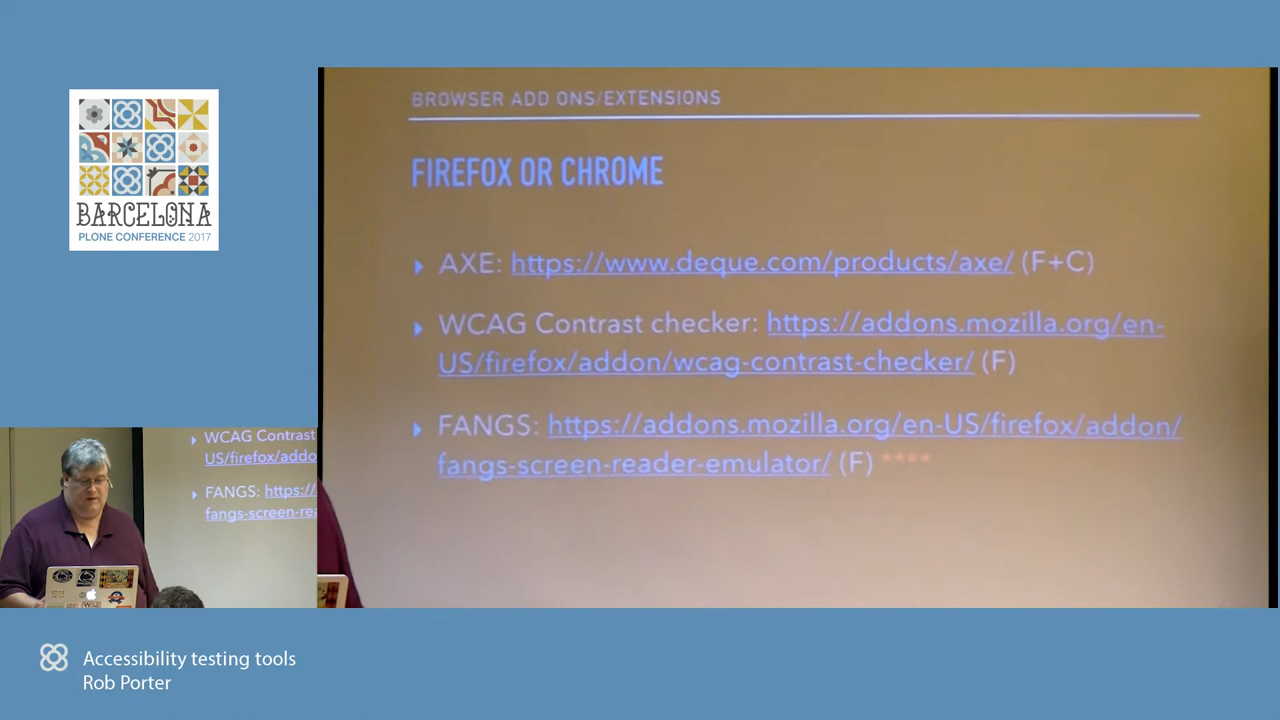 BARCELONA
PLONE CONFERENCE 2017
BROWSER ADD ONS/EXTENSIONS
FIREFOX OR CHROME
AXE: https://www.deque.com/products/axe/ (F+C)
WCAG Contrast checker: https://addons.mozilla.org/en-
US/firefox/addon/wcag-contrast-checker/ (F)
FANGS: https://addons.mozilla.org/en-US/firefox/addon/
fangs-screen-reader-emulator/ (F) ****
WCAG Contrast
US/firefox/addo
FANGS: https://
fangs-screen-rea
Accessibility testing tools
Rob Porter